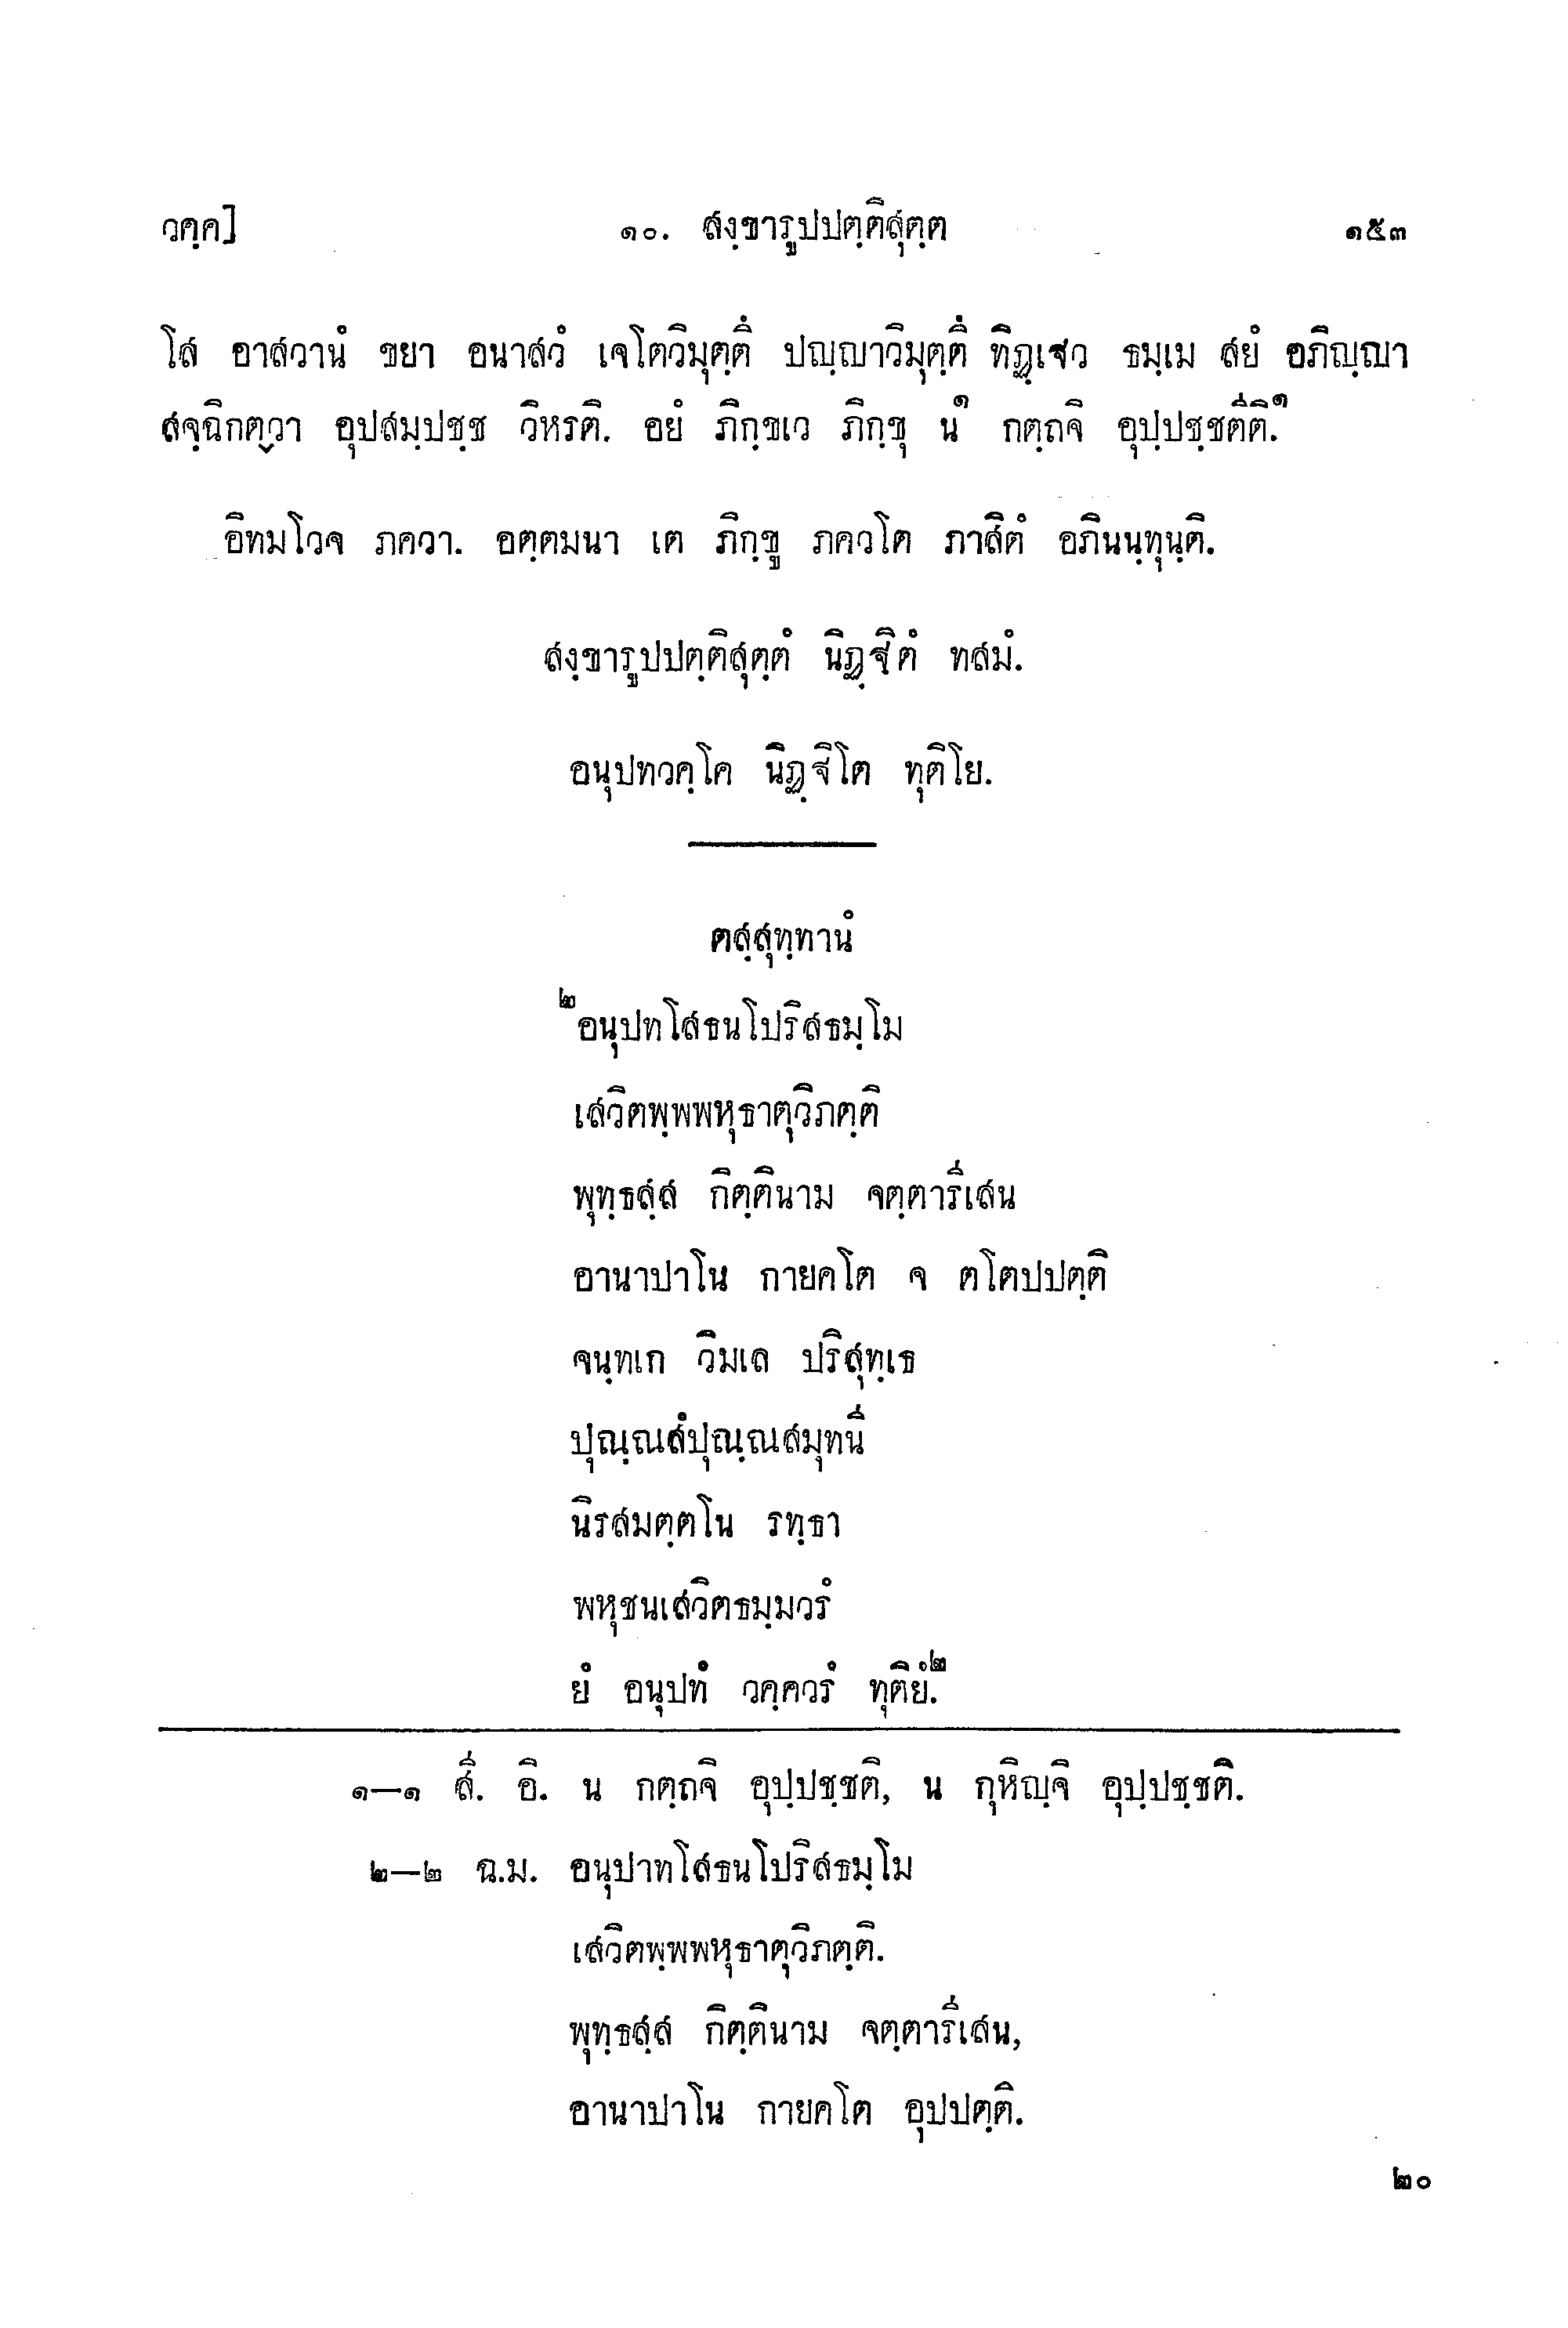 วคฺค] ๑๐. สงฺขารูปปตฺติสุตฺต ๑๕๓
โส อาสวานํ ขยา อนาสวํ เจโตวิมุตฺตึ ปญฺญาวิมุตฺตึ ทิฏฺเฐว ธมฺเม สยํ อภิญฺญา
สจฺฉิกตฺวา อุปสมฺปชฺช วิหรติ. อยํ ภิกฺขเว ภิกฺขุ น๑ กตฺถจิ อุปฺปชฺชตีติ.๑
อิทมโวจ ภควา. อตฺตมนา เต ภิกฺขู ภควโต ภาสิตํ อภินนฺทุนฺติ.
สงฺขารูปปตฺติสุตฺตํ นิฏฺฐิตํ ทสมํ.
อนุปทวคฺโค นิฏฺฐิโต ทุติโย.
ตสฺสุทฺทานํ
๒อนุปทโสธนโปริสธมฺโม
เสวิตพฺพพหุธาตุวิภตฺติ
พุทฺธสฺส กิตฺตินาม จตฺตารีเสน
อานาปาโน กายคโต จ ตโตปปตฺติ
จนฺทเก วิมเล ปริสุทฺเธ
ปุณฺณสํปุณฺณสมุทนี
นิรสมตฺตโน รทฺธา
พหุชนเสวิตธมฺมวรํ
ยํ อนุปทํ วคฺควรํ ทุติยํ.๒
๑—๑ สี. อิ. น กตฺถจิ อุปฺปชฺชติ, น กุหิญฺจิ อุปฺปชฺชติ.
๒—๒ ฉ.ม. อนุปาทโสธนโปริสธมฺโม
เสวิตพฺพพหุธาตุวิภตฺติ.
พุทฺธสฺส กิตฺตินาม จตฺตารีเสน,
อานาปาโน กายคโต อุปปตฺติ.
๒๐